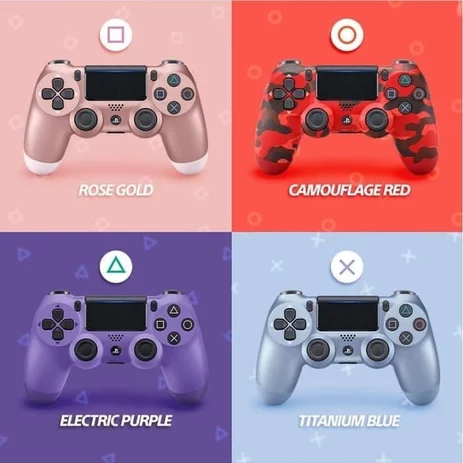 ROSE GOLD
CAMOUFLAGE RED
ELECTRIC PURPLE
TITANIUM BLUE